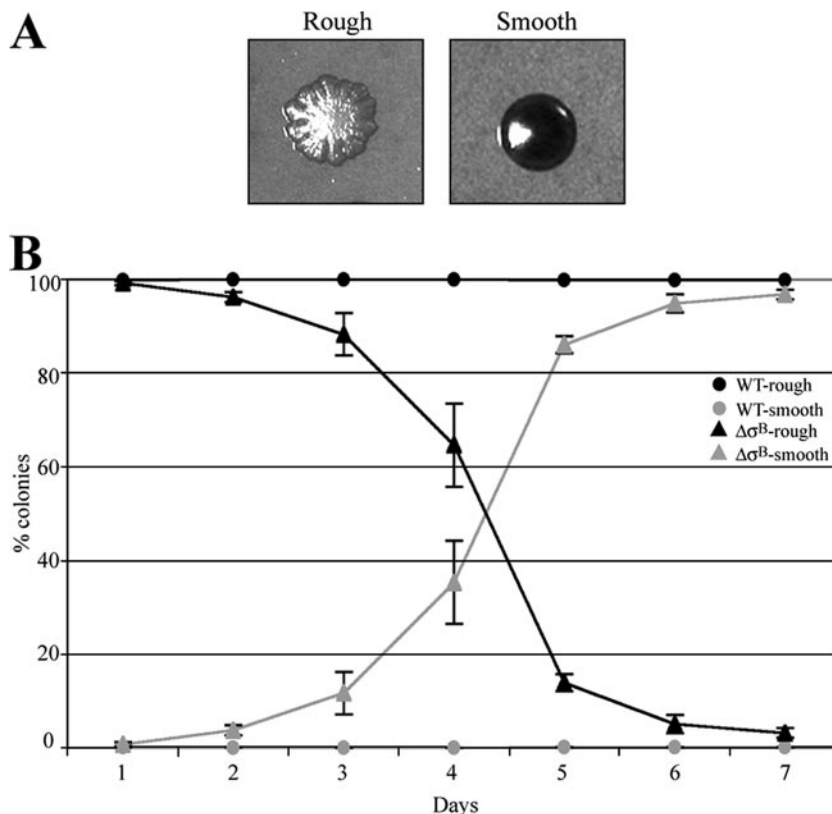 A
Rough
Smooth
B
100
80
60
40
20
0
% colonies
WT-rough
WT-smooth
ΔσB-rough
ΔσB-smooth
1 2 3 4 5 6 7
Days